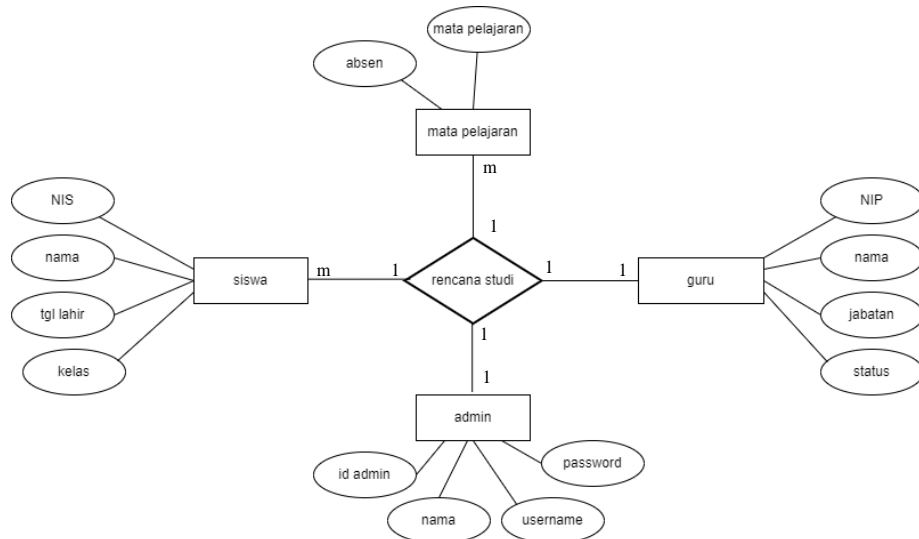 mata pelajaran
absen
mata pelajaran
m
1
NIS
nama
tgl lahir
kelas
siswa
m
1
rencana studi
1
1
guru
NIP
nama
jabatan
status
1
1
admin
id admin
nama
username
password